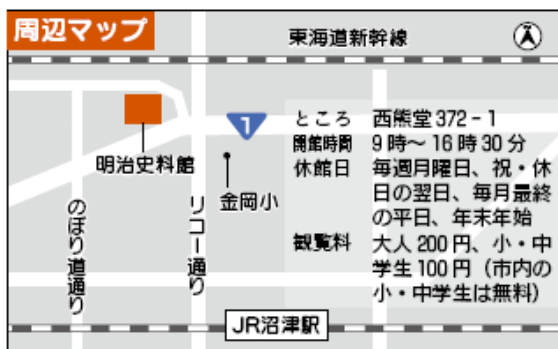 周辺マップ
東海道新幹線
1
明治史料館
金岡小
のぼり道通り
リコー通り
ところ 西熊堂372-1
開館時間 9時~16時30分
休館日 毎週月曜日、祝・休
日の翌日、毎月最終
の平日、年末年始
観覧料 大人200円、小・中
学生100円（市内の
小・中学生は無料）
JR沼津駅